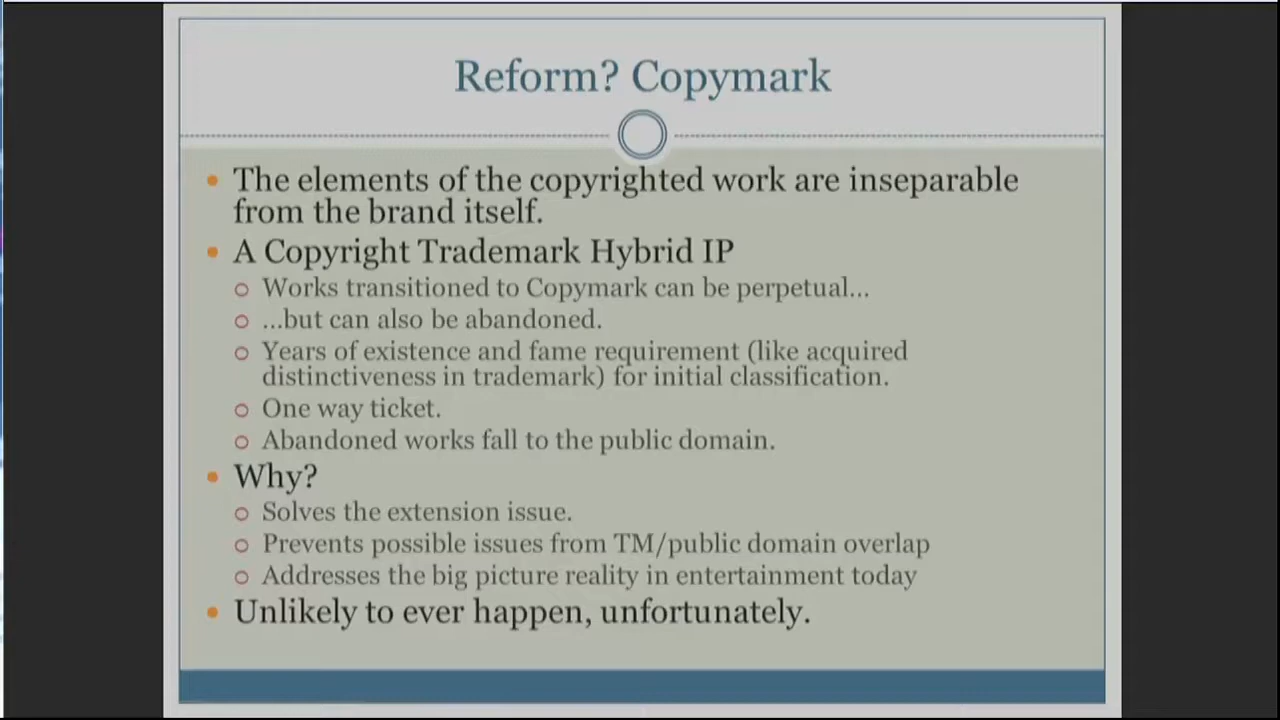 Reform? Copymark
The elements of the copyrighted work are inseparable
from the brand itself.
A Copyright Trademark Hybrid IP
Works transitioned to Copymark can be perpetual…
…but can also be abandoned.
Years of existence and fame requirement (like acquired
distinctiveness in trademark) for initial classification.
One way ticket.
Abandoned works fall to the public domain.
Why?
Solves the extension issue.
Prevents possible issues from TM/public domain overlap
Addresses the big picture reality in entertainment today
Unlikely to ever happen, unfortunately.